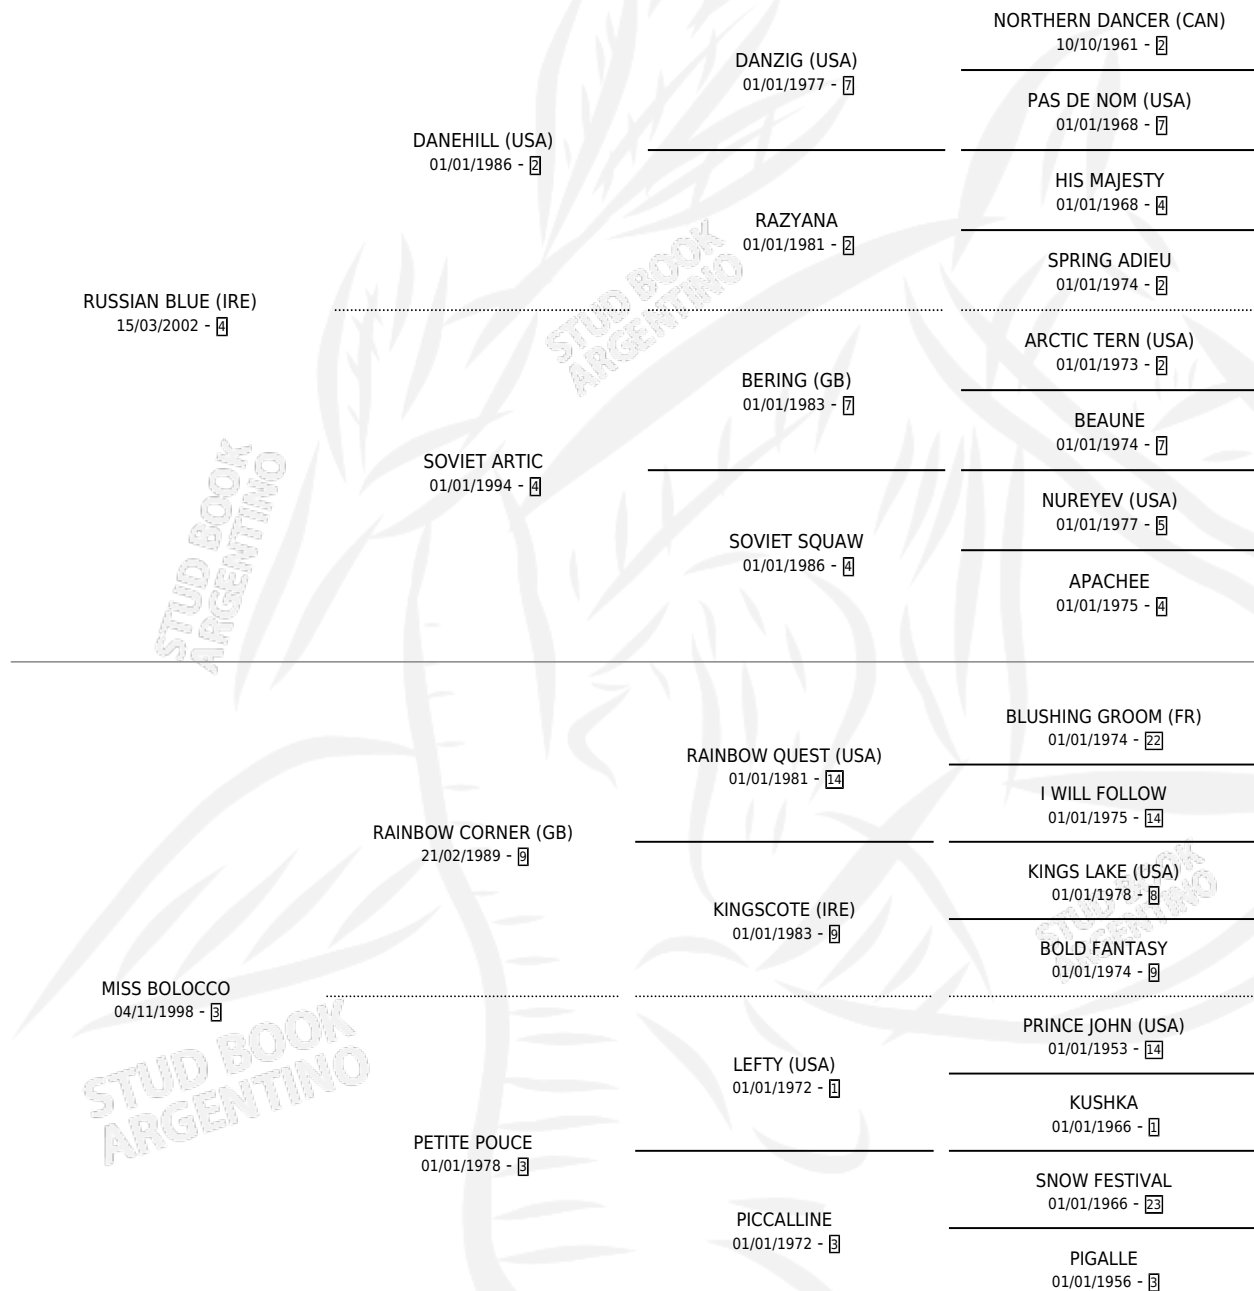 NORTHERN DANCER (CAN)
10/10/1961 - 2
DANZIG (USA)
01/01/1977 - 7
PAS DE NOM (USA)
01/01/1968 - 7
DANEHILL (USA)
01/01/1986 - 2
HIS MAJESTY
01/01/1968 - 4
RAZYANA
01/01/1981 - 2
SPRING ADIEU
01/01/1974 - 2
RUSSIAN BLUE (IRE)
15/03/2002 - 4
ARCTIC TERN (USA)
01/01/1973 - 2
BERING (GB)
01/01/1983 - 7
BEAUNE
01/01/1974 - 7
SOVIET ARTIC
01/01/1994 - 4
NUREYEV (USA)
01/01/1977 - 5
SOVIET SQUAW
01/01/1986 - 4
APACHEE
01/01/1975 - 4
BLUSHING GROOM (FR)
01/01/1974 - 22
RAINBOW QUEST (USA)
01/01/1981 - 14
I WILL FOLLOW
01/01/1975 - 14
RAINBOW CORNER (GB)
21/02/1989 - 9
KINGS LAKE (USA)
01/01/1978 - 8
KINGSCOTE (IRE)
01/01/1983 - 9
BOLD FANTASY
01/01/1974 - 9
MISS BOLOCCO
04/11/1998 - 3
PRINCE JOHN (USA)
01/01/1953 - 14
LEFTY (USA)
01/01/1972 - 1
KUSHKA
01/01/1966 - 1
PETITE POUCE
01/01/1978 - 3
SNOW FESTIVAL
01/01/1966 - 23
PICCALLINE
01/01/1972 - 3
PIGALLE
01/01/1956 - 3
STUD BOOK
ARGENTINO
STUD BOOK
ARGENTINO
STUD BOOK
ARGENTINO
STUD BOOK
ARGENTINO